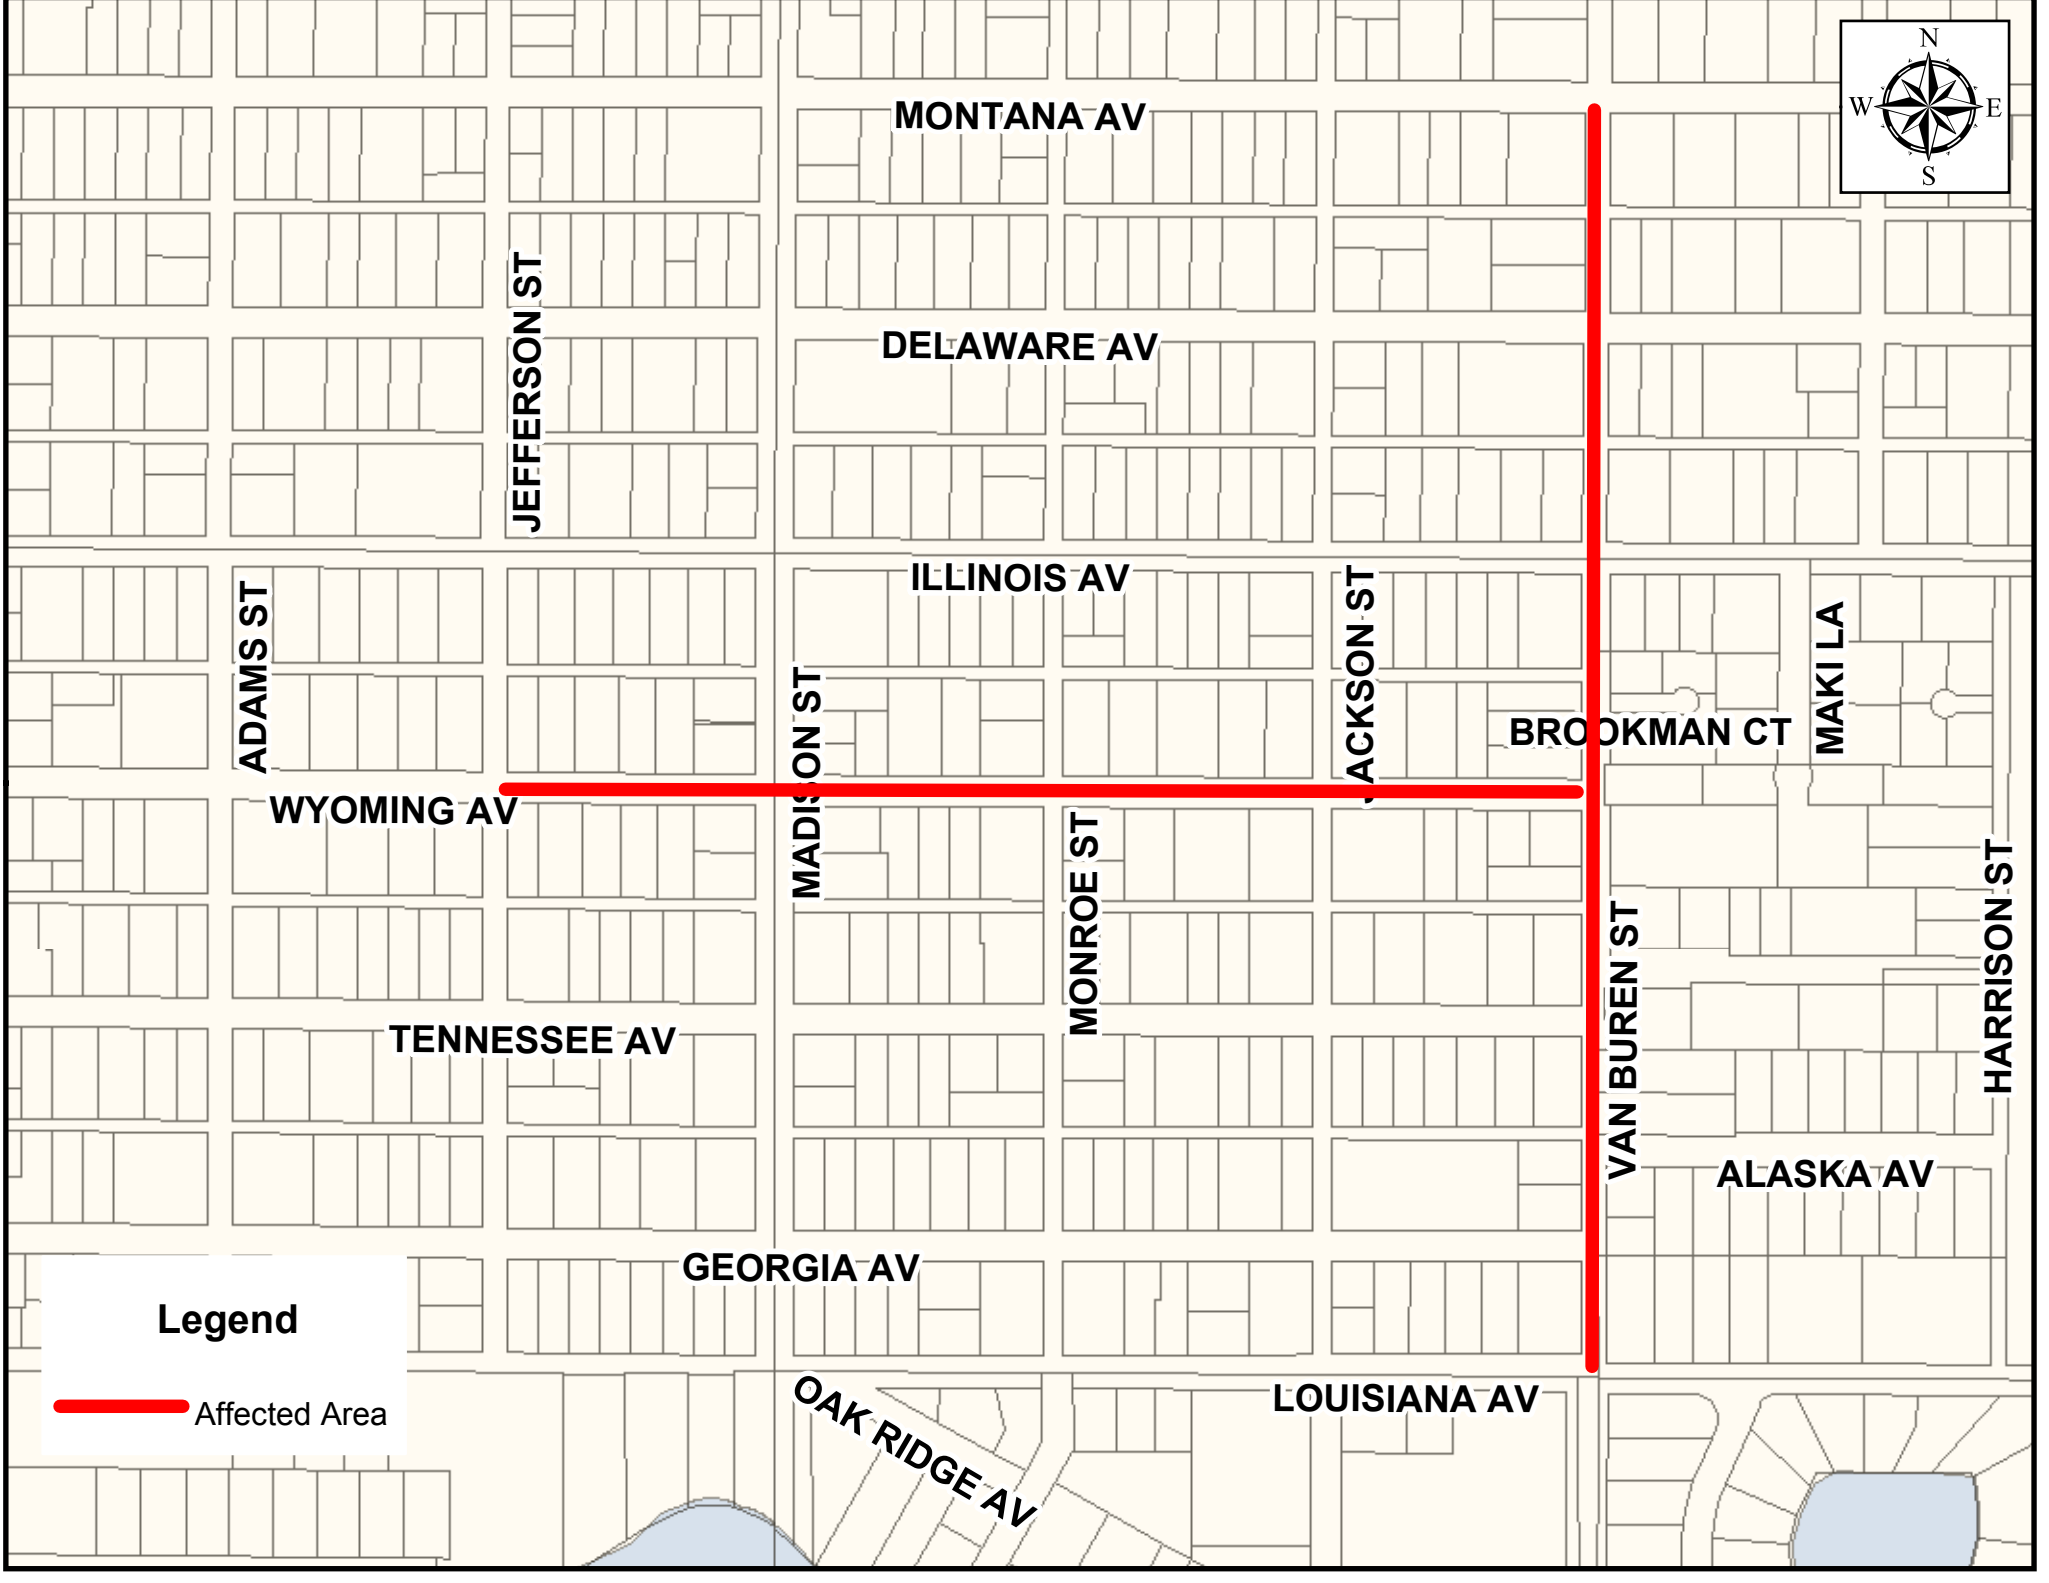 N
W E
S
MONTANA AV
JEFFERSON ST
DELAWARE AV
ILLINOIS AV
ADAMS ST
JACKSON ST
MAKI LA
MADISON ST
BROOKMAN CT
WYOMING AV
MONROE ST
HARRISON ST
VAN BUREN ST
TENNESSEE AV
ALASKA AV
GEORGIA AV
Legend
Affected Area
OAK RIDGE AV
LOUISIANA AV